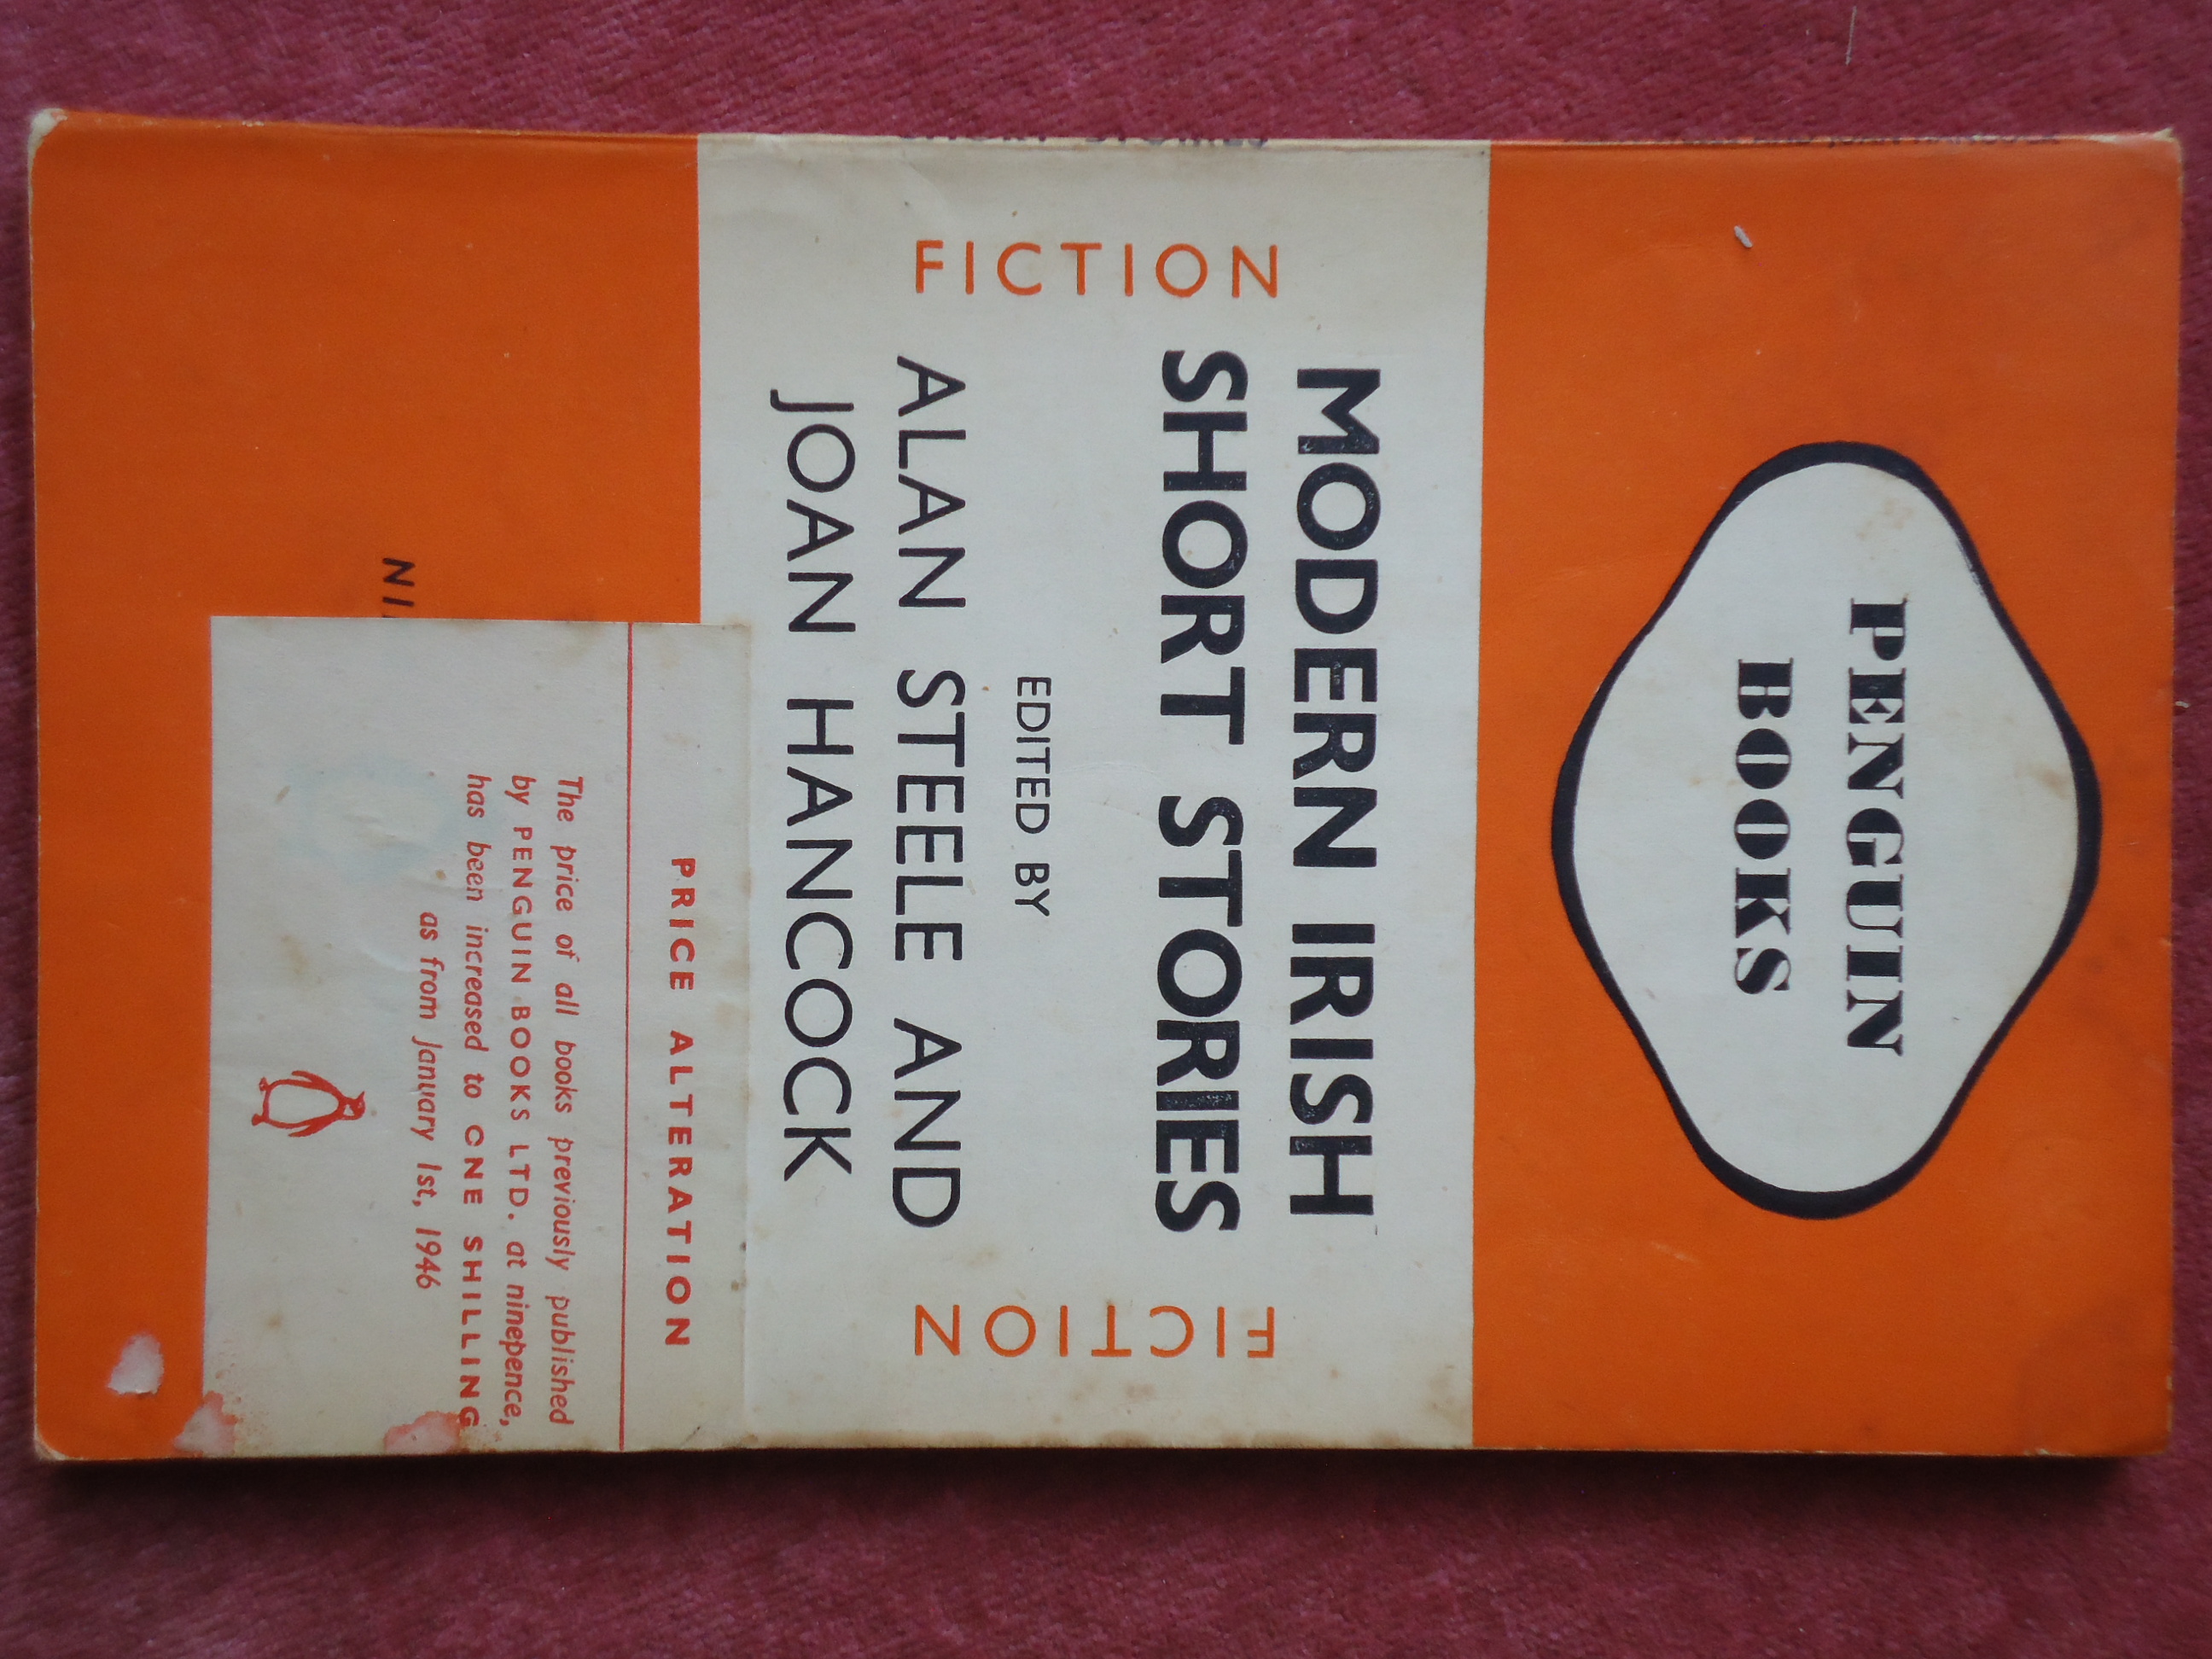 PENGUIN
BOOKS
FICTION
MODERN IRISH
SHORT STORIES
EDITED BY
ALAN STEELE AND
JOAN HANCOCK
FICTION
PRICE ALTERATION
The price of all books previously published
by PENGUIN BOOKS LTD. at ninepence,
has been increased to ONE SHILLING
as from January 1st, 1946